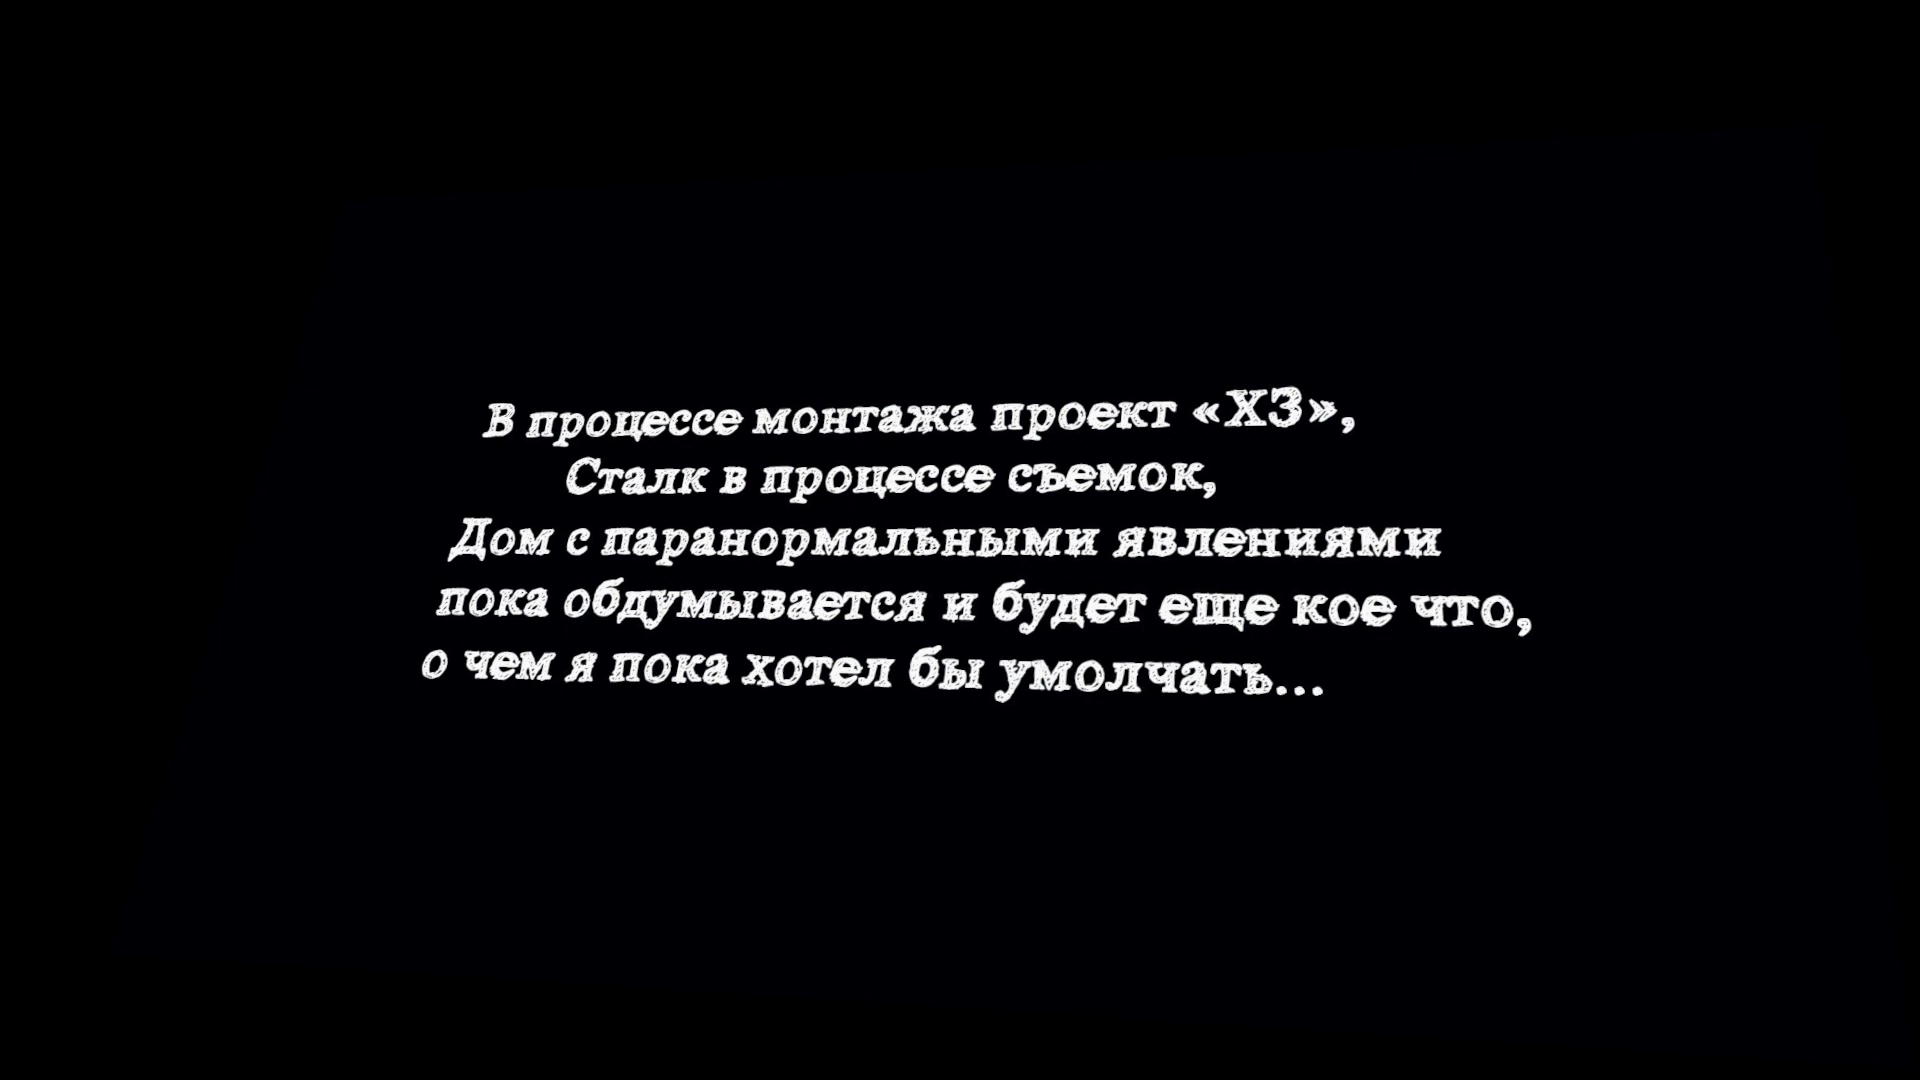 В процессе монтажа проект «ХЗ»,
Сталк в процессе съемок,
Дом с паранормальными явлениями
пока обдумывается и будет еще кое что,
о чем я пока хотел бы умолчать...